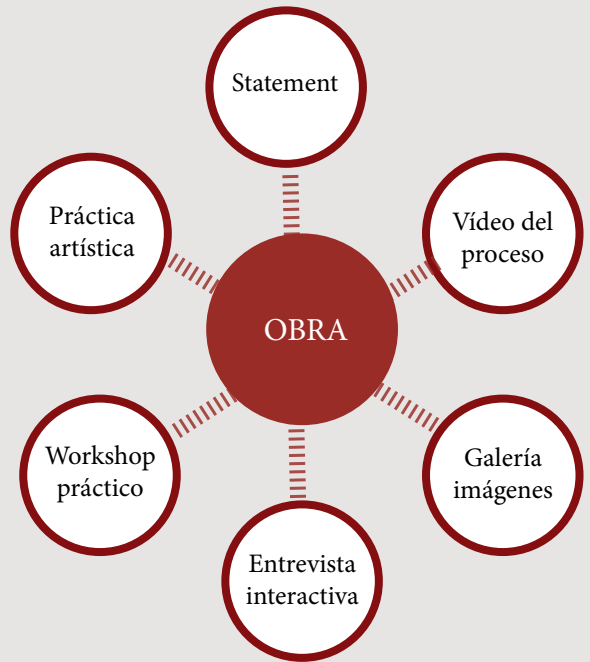 Statement
Práctica
artística
Vídeo del
proceso
OBRA
Workshop
práctico
Galería
imágenes
Entrevista
interactiva